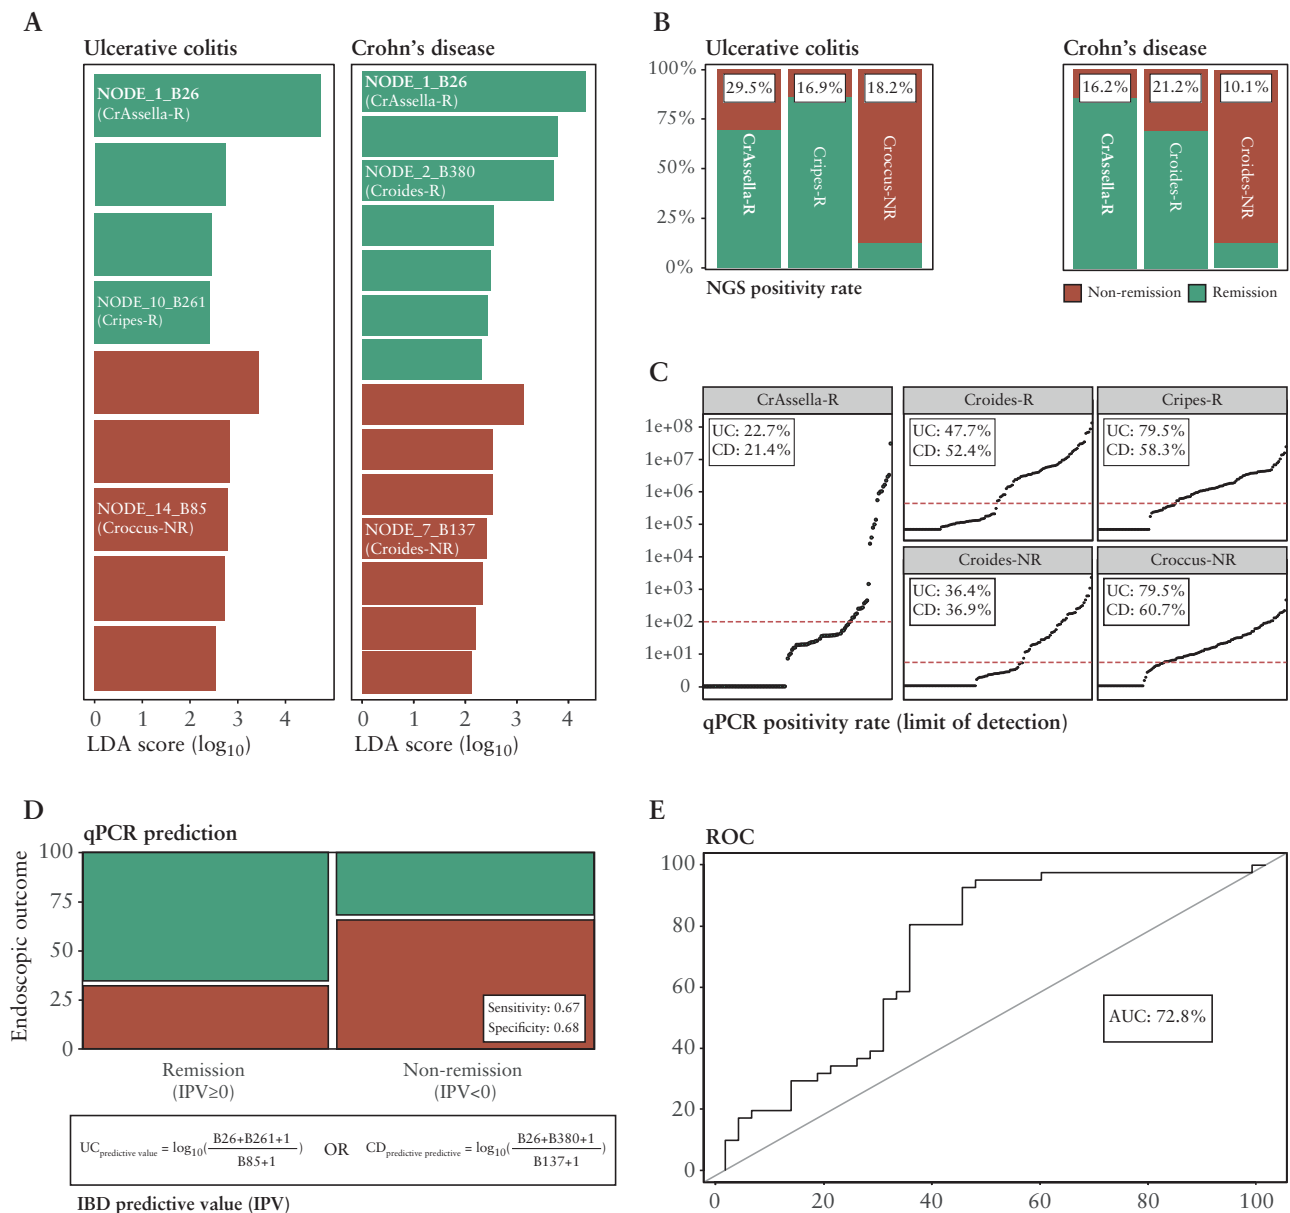 A
Ulcerative colitis
Crohn's disease
NODE_1_B26
(CrAssella-R)
NODE_10_B261
(Cripes-R)
NODE_14_B85
(Croccus-NR)
NODE_1_B26
(CrAssella-R)
NODE_2_B380
(Croides-R)
NODE_7_B137
(Croides-NR)
0 1 2 3 4
LDA score (log10)
0 1 2 3 4
LDA score (log10)
B
Ulcerative colitis
Crohn's disease
100%
75%
50%
25%
0%
29.5% 16.9% 18.2%
CrAssella-R
Cripes-R
Croccus-NR
16.2% 21.2% 10.1%
CrAssella-R
Croides-R
Croides-NR
NGS positivity rate
Non-remission Remission
C
CrAssella-R
Croides-R
Cripes-R
1e+08
1e+07
1e+06
1e+05
1e+04
1e+03
1e+02
1e+01
0
UC: 22.7%
CD: 21.4%
UC: 47.7%
CD: 52.4%
UC: 79.5%
CD: 58.3%
Croides-NR
Croccus-NR
UC: 36.4%
CD: 36.9%
UC: 79.5%
CD: 60.7%
qPCR positivity rate (limit of detection)
D
qPCR prediction
Endoscopic outcome
100
75
50
25
0
Sensitivity: 0.67
Specificity: 0.68
Remission
(IPV≥0)
Non-remission
(IPV<0)
UCpredictive value = log10(B26+B261+1 / B85+1) OR CDpredictive predictive = log10(B26+B380+1 / B137+1)
IBD predictive value (IPV)
E
ROC
100
80
60
40
20
0
AUC: 72.8%
0 20 40 60 80 100